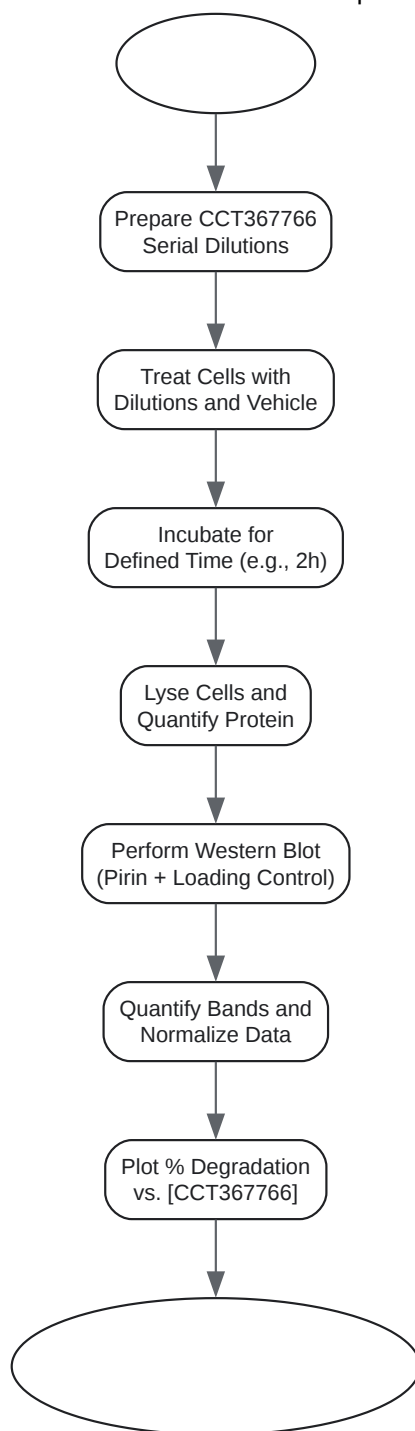 Prepare CCT367766
Serial Dilutions
Treat Cells with
Dilutions and Vehicle
Incubate for
Defined Time (e.g., 2h)
Lyse Cells and
Quantify Protein
Perform Western Blot
(Pirin + Loading Control)
Quantify Bands and
Normalize Data
Plot % Degradation
vs. [CCT367766]